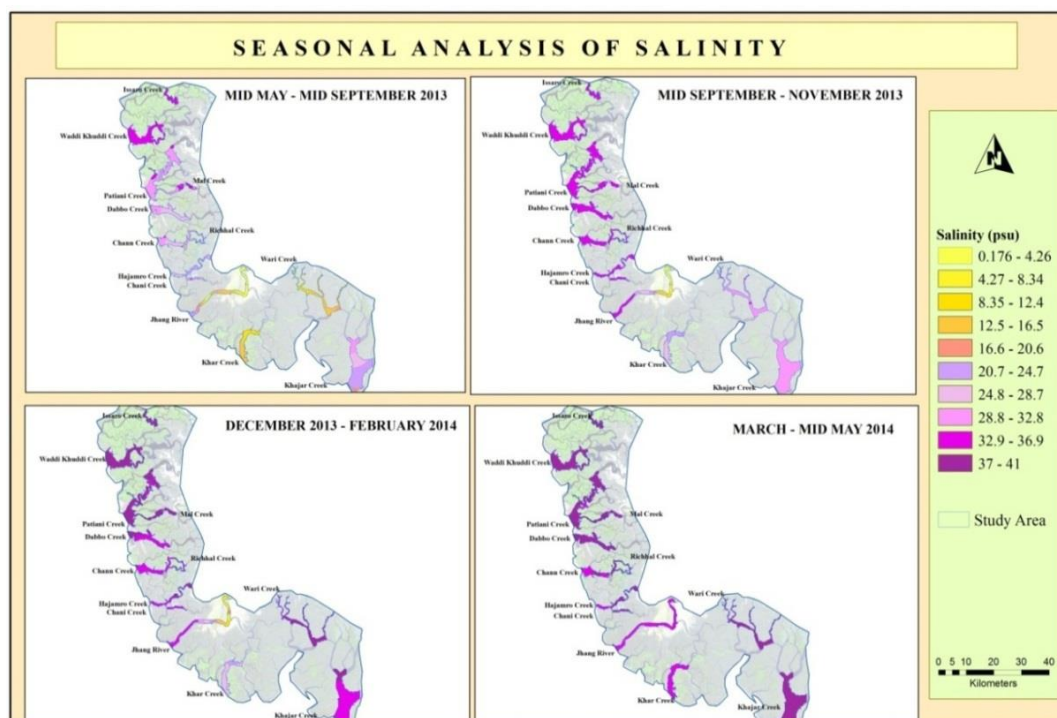 SEASONAL ANALYSIS OF SALINITY
MID MAY - MID SEPTEMBER 2013
Issaro Creek
Waddi Khuddi Creek
Mal Creek
Patiani Creek
Dabbo Creek
Richhal Creek
Chann Creek
Wari Creek
Hajamro Creek
Chani Creek
Jhang River
Khar Creek
Khajar Creek
MID SEPTEMBER - NOVEMBER 2013
Issaro Creek
Waddi Khuddi Creek
Mal Creek
Patiani Creek
Dabbo Creek
Richhal Creek
Chann Creek
Wari Creek
Hajamro Creek
Chani Creek
Jhang River
Khar Creek
Khajar Creek
DECEMBER 2013 - FEBRUARY 2014
Issaro Creek
Waddi Khuddi Creek
Mal Creek
Patiani Creek
Dabbo Creek
Richhal Creek
Chann Creek
Wari Creek
Hajamro Creek
Chani Creek
Jhang River
Khar Creek
Khajar Creek
MARCH - MID MAY 2014
Issaro Creek
Waddi Khuddi Creek
Mal Creek
Patiani Creek
Dabbo Creek
Richhal Creek
Chann Creek
Wari Creek
Hajamro Creek
Chani Creek
Jhang River
Khar Creek
Khajar Creek
N
Salinity (psu)
0.176 - 4.26
4.27 - 8.34
8.35 - 12.4
12.5 - 16.5
16.6 - 20.6
20.7 - 24.7
24.8 - 28.7
28.8 - 32.8
32.9 - 36.9
37 - 41
Study Area
0 5 10 20 30 40
Kilometers